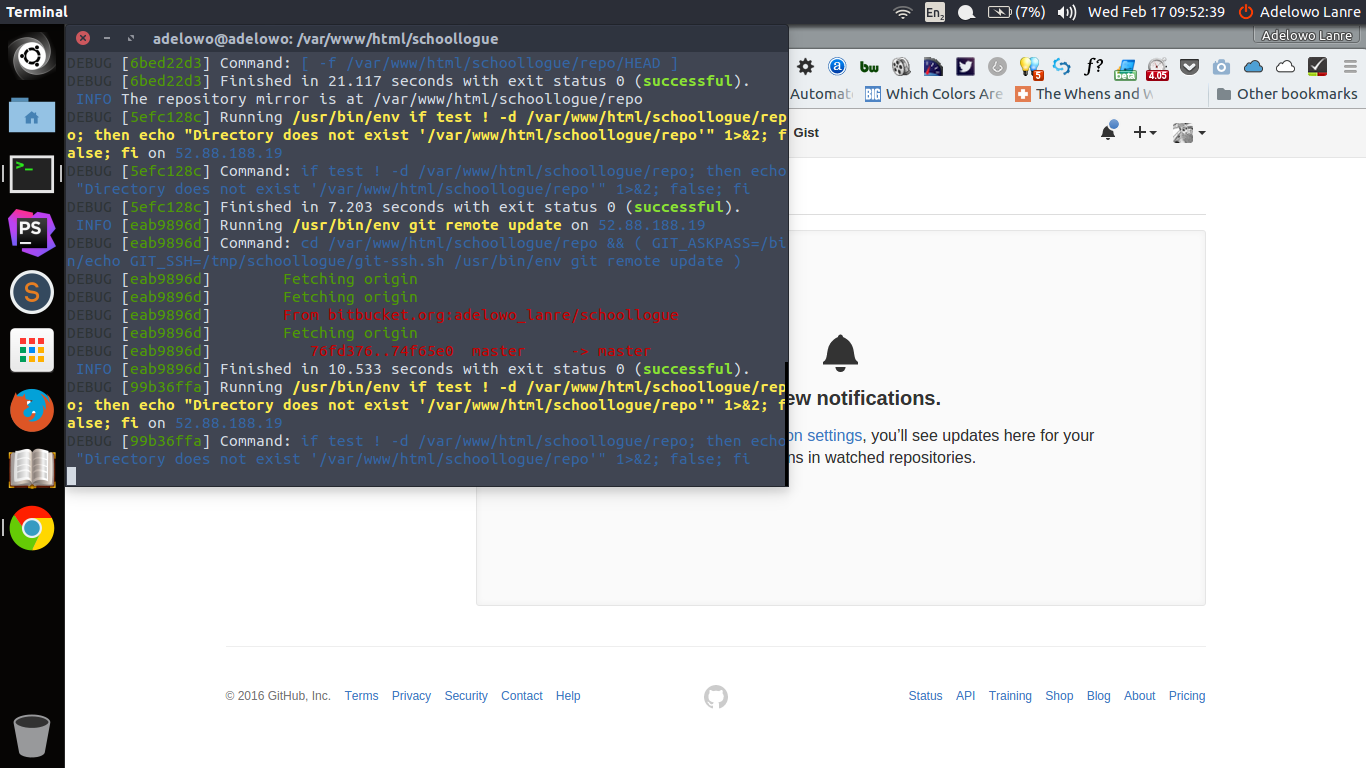 Terminal
En2
(7%)
Wed Feb 17 09:52:39
Adelowo Lanre
Adelowo Lanre
adelowo@adelowo: /var/www/html/schoollogue
DEBUG [6bed22d3] Command: [ -f /var/www/html/schoollogue/repo/HEAD ]
DEBUG [6bed22d3] Finished in 21.117 seconds with exit status 0 (successful).
INFO The repository mirror is at /var/www/html/schoollogue/repo
DEBUG [5efc128c] Running /usr/bin/env if test ! -d /var/www/html/schoollogue/rep
o; then echo "Directory does not exist '/var/www/html/schoollogue/repo'" 1>&2; f
alse; fi on 52.88.188.19
DEBUG [5efc128c] Command: if test ! -d /var/www/html/schoollogue/repo; then echo
"Directory does not exist '/var/www/html/schoollogue/repo'" 1>&2; false; fi
DEBUG [5efc128c] Finished in 7.203 seconds with exit status 0 (successful).
INFO [eab9896d] Running /usr/bin/env git remote update on 52.88.188.19
DEBUG [eab9896d] Command: cd /var/www/html/schoollogue/repo && ( GIT_ASKPASS=/bi
n/echo GIT_SSH=/tmp/schoollogue/git-ssh.sh /usr/bin/env git remote update )
DEBUG [eab9896d] Fetching origin
DEBUG [eab9896d] Fetching origin
DEBUG [eab9896d] From bitbucket.org:adelowo_lanre/schoollogue
DEBUG [eab9896d] Fetching origin
DEBUG [eab9896d] 76fd376..74f65e0 master -> master
INFO [eab9896d] Finished in 10.533 seconds with exit status 0 (successful).
DEBUG [99b36ffa] Running /usr/bin/env if test ! -d /var/www/html/schoollogue/rep
o; then echo "Directory does not exist '/var/www/html/schoollogue/repo'" 1>&2; f
alse; fi on 52.88.188.19
DEBUG [99b36ffa] Command: if test ! -d /var/www/html/schoollogue/repo; then echo
"Directory does not exist '/var/www/html/schoollogue/repo'" 1>&2; false; fi
PS
S
a
bw
5
f?
beta
4.05
Automat
BIG Which Colors Are
The Whens and W
Other bookmarks
Gist
ew notifications.
on settings, you’ll see updates here for your
ns in watched repositories.
© 2016 GitHub, Inc. Terms Privacy Security Contact Help
Status API Training Shop Blog About Pricing